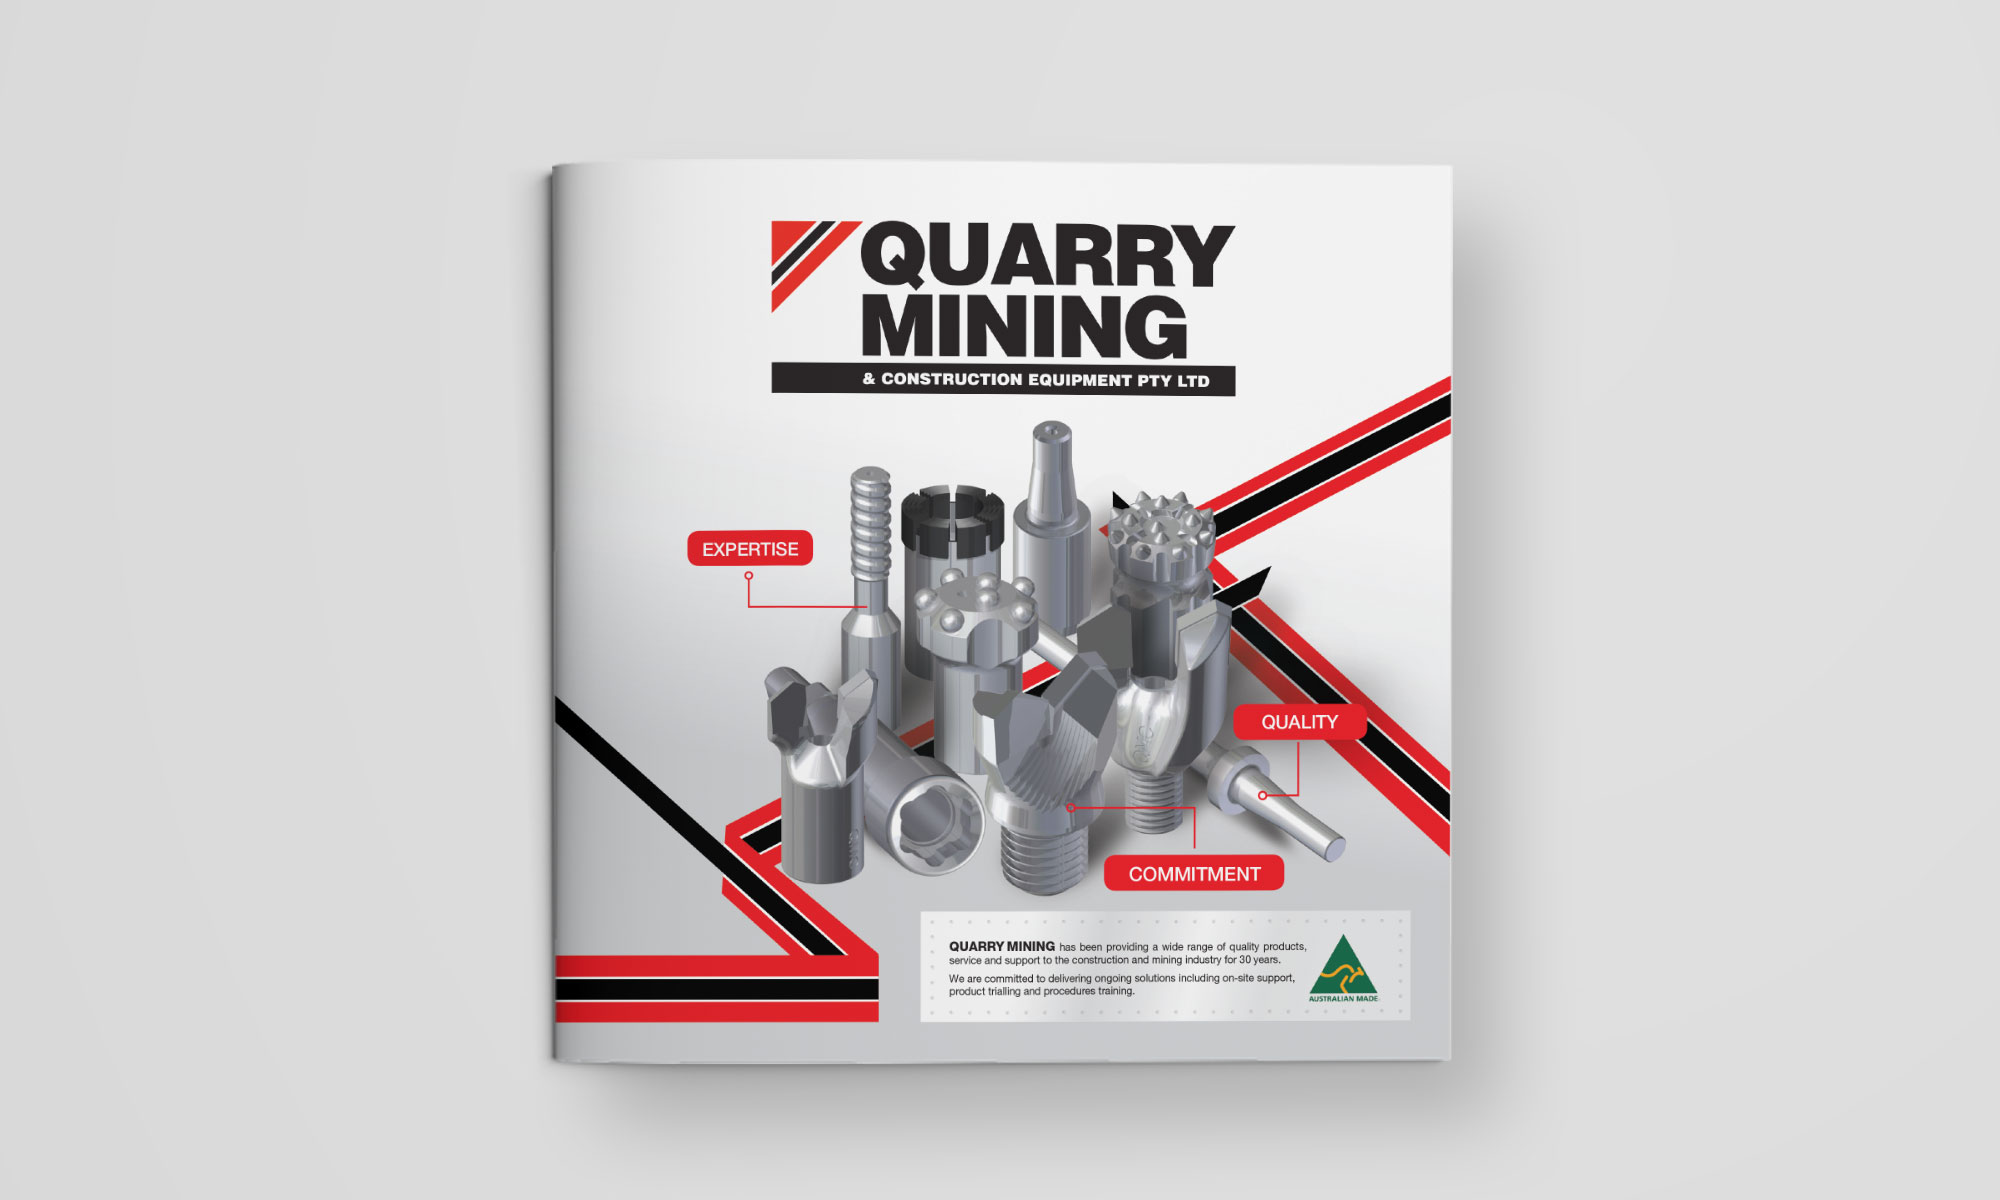 QUARRY
MINING
& CONSTRUCTION EQUIPMENT PTY LTD
EXPERTISE
QUALITY
COMMITMENT
QUARRY MINING has been providing a wide range of quality products,
service and support to the construction and mining industry for 30 years.
We are committed to delivering ongoing solutions including on-site support,
product trialling and procedures training.
AUSTRALIAN MADE